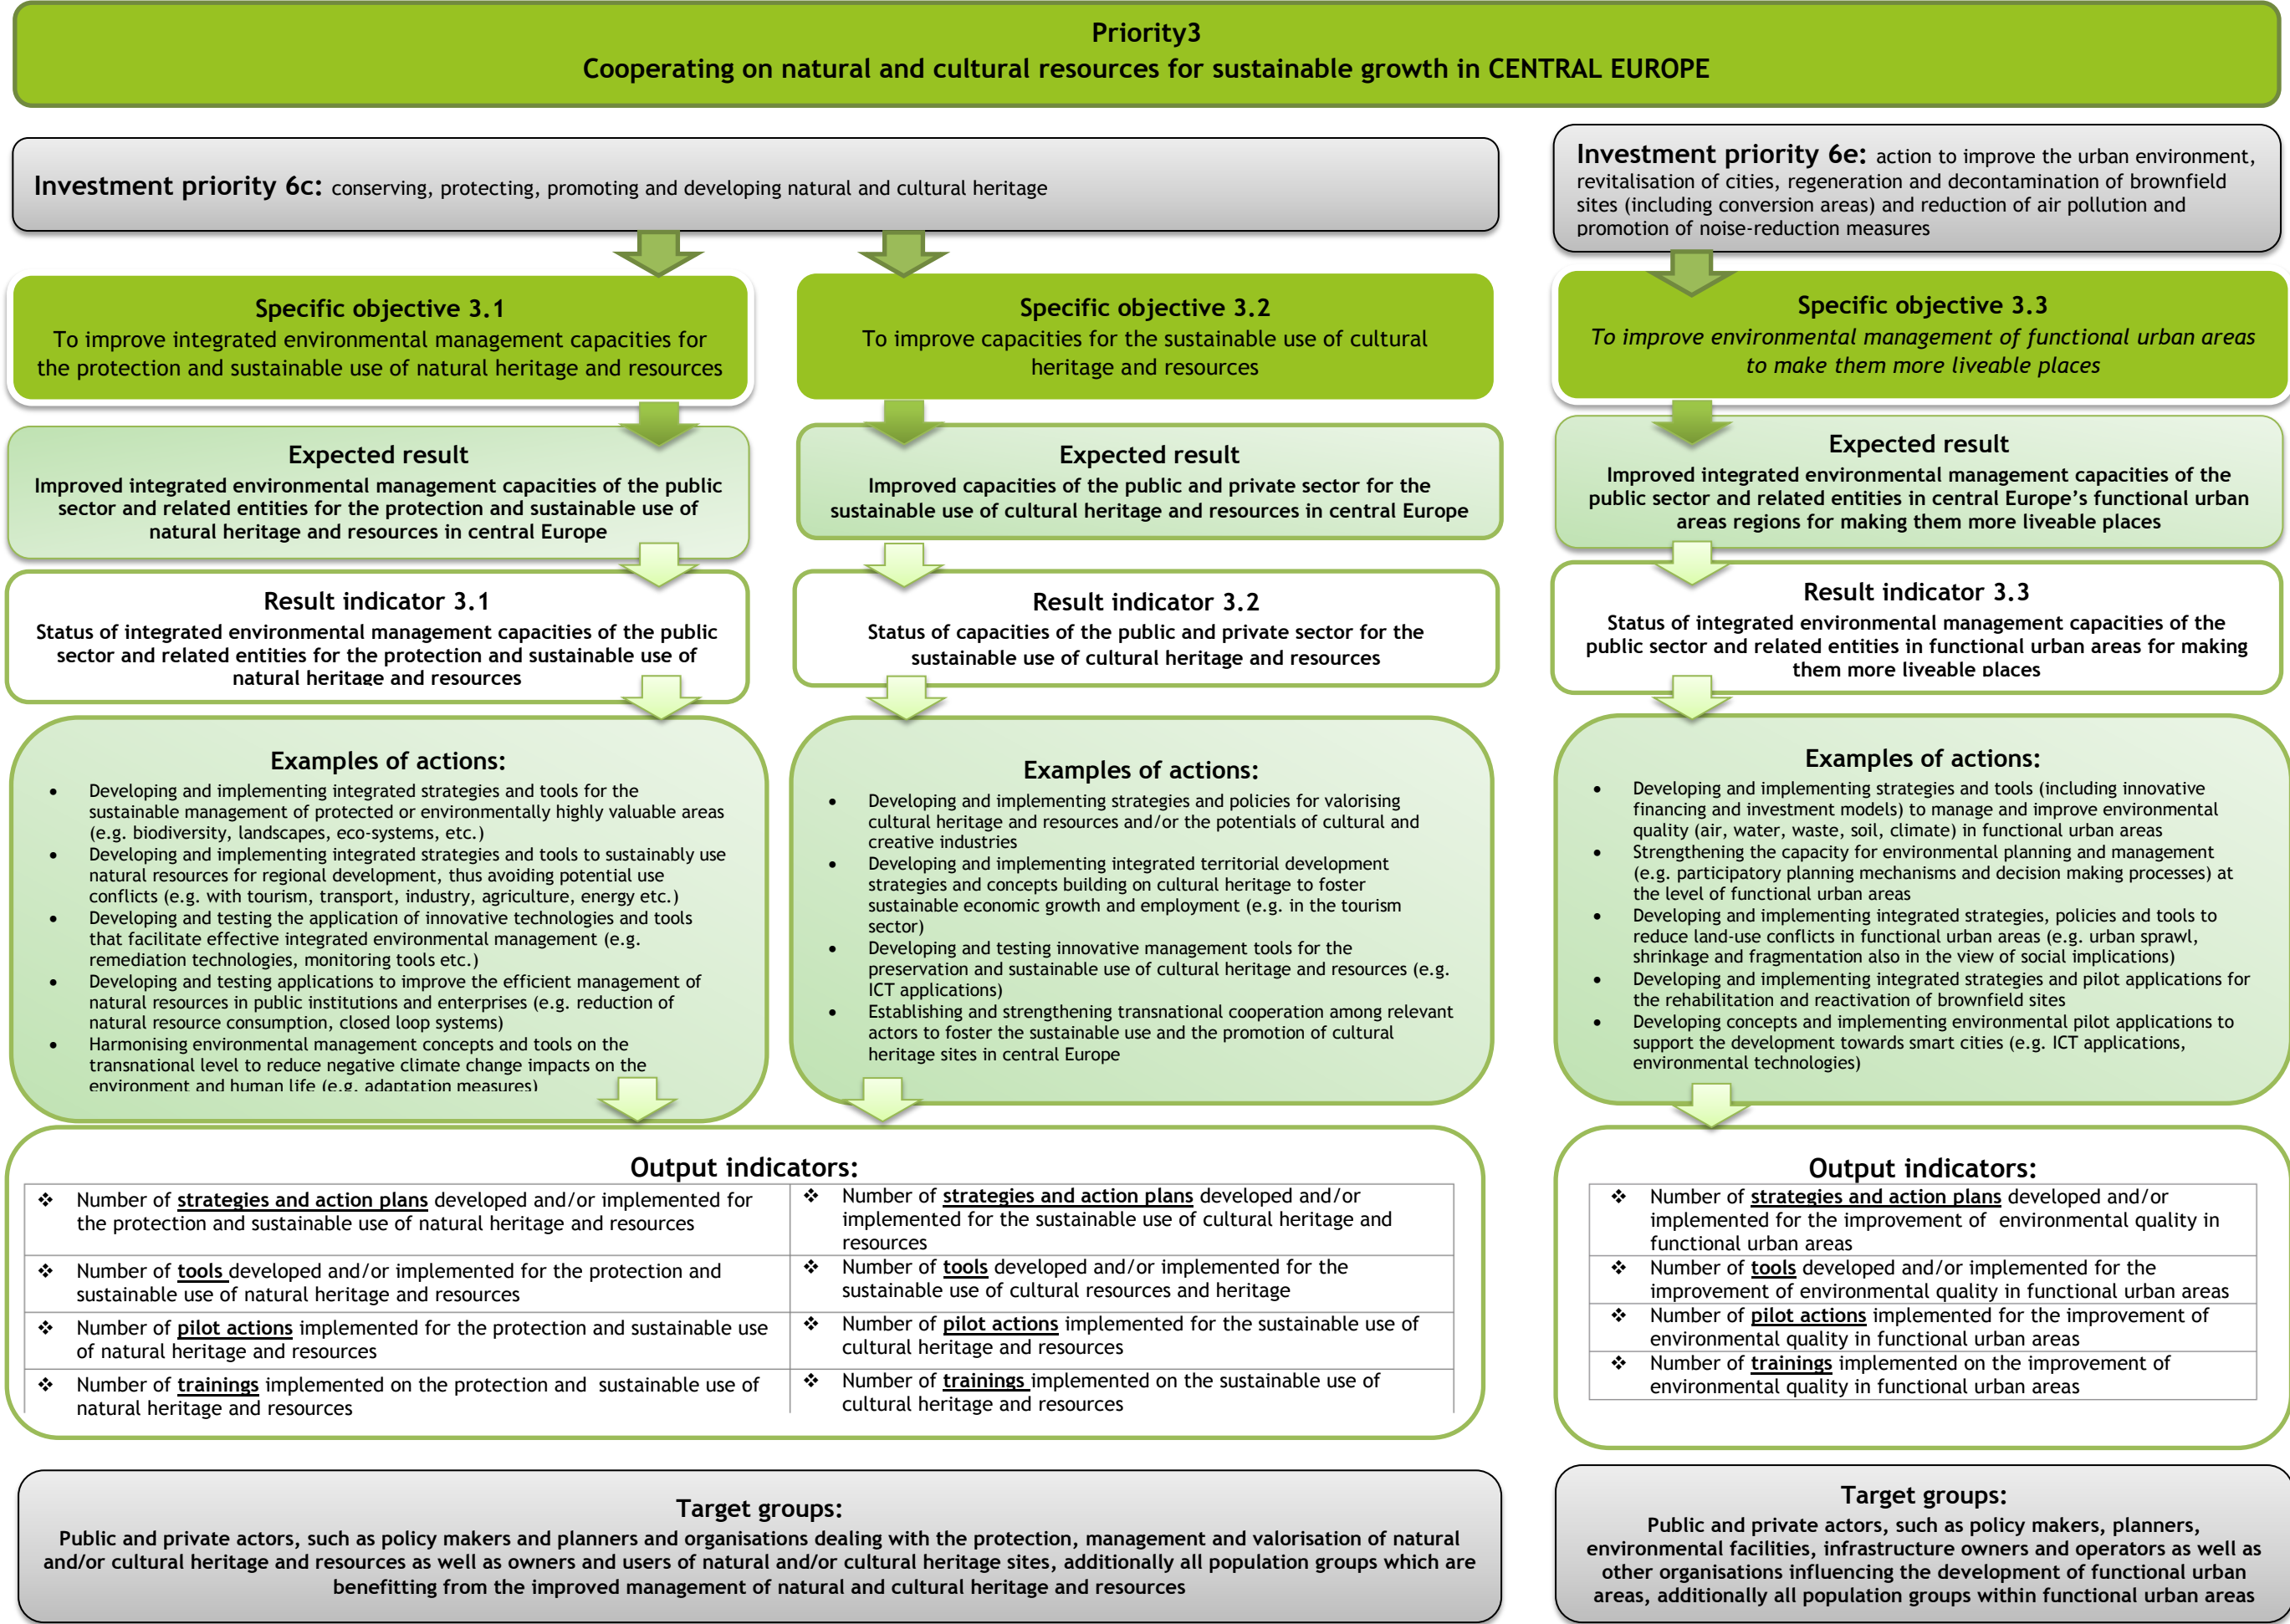 Priority3
Cooperating on natural and cultural resources for sustainable growth in CENTRAL EUROPE
Investment priority 6c: conserving, protecting, promoting and developing natural and cultural heritage
Investment priority 6e: action to improve the urban environment,
revitalisation of cities, regeneration and decontamination of brownfield
sites (including conversion areas) and reduction of air pollution and
promotion of noise-reduction measures
Specific objective 3.1
To improve integrated environmental management capacities for
the protection and sustainable use of natural heritage and resources
Specific objective 3.2
To improve capacities for the sustainable use of cultural
heritage and resources
Specific objective 3.3
To improve environmental management of functional urban areas
to make them more liveable places
Expected result
Improved integrated environmental management capacities of the public
sector and related entities for the protection and sustainable use of
natural heritage and resources in central Europe
Expected result
Improved capacities of the public and private sector for the
sustainable use of cultural heritage and resources in central Europe
Expected result
Improved integrated environmental management capacities of the
public sector and related entities in central Europe’s functional urban
areas regions for making them more liveable places
Result indicator 3.1
Status of integrated environmental management capacities of the public
sector and related entities for the protection and sustainable use of
natural heritage and resources
Result indicator 3.2
Status of capacities of the public and private sector for the
sustainable use of cultural heritage and resources
Result indicator 3.3
Status of integrated environmental management capacities of the
public sector and related entities in functional urban areas for making
them more liveable places
Examples of actions:
• Developing and implementing integrated strategies and tools for the
sustainable management of protected or environmentally highly valuable areas
(e.g. biodiversity, landscapes, eco-systems, etc.)
• Developing and implementing integrated strategies and tools to sustainably use
natural resources for regional development, thus avoiding potential use
conflicts (e.g. with tourism, transport, industry, agriculture, energy etc.)
• Developing and testing the application of innovative technologies and tools
that facilitate effective integrated environmental management (e.g.
remediation technologies, monitoring tools etc.)
• Developing and testing applications to improve the efficient management of
natural resources in public institutions and enterprises (e.g. reduction of
natural resource consumption, closed loop systems)
• Harmonising environmental management concepts and tools on the
transnational level to reduce negative climate change impacts on the
environment and human life (e.g. adaptation measures)
Examples of actions:
• Developing and implementing strategies and policies for valorising
cultural heritage and resources and/or the potentials of cultural and
creative industries
• Developing and implementing integrated territorial development
strategies and concepts building on cultural heritage to foster
sustainable economic growth and employment (e.g. in the tourism
sector)
• Developing and testing innovative management tools for the
preservation and sustainable use of cultural heritage and resources (e.g.
ICT applications)
• Establishing and strengthening transnational cooperation among relevant
actors to foster the sustainable use and the promotion of cultural
heritage sites in central Europe
Examples of actions:
• Developing and implementing strategies and tools (including innovative
financing and investment models) to manage and improve environmental
quality (air, water, waste, soil, climate) in functional urban areas
• Strengthening the capacity for environmental planning and management
(e.g. participatory planning mechanisms and decision making processes) at
the level of functional urban areas
• Developing and implementing integrated strategies, policies and tools to
reduce land-use conflicts in functional urban areas (e.g. urban sprawl,
shrinkage and fragmentation also in the view of social implications)
• Developing and implementing integrated strategies and pilot applications for
the rehabilitation and reactivation of brownfield sites
• Developing concepts and implementing environmental pilot applications to
support the development towards smart cities (e.g. ICT applications,
environmental technologies)
Output indicators:
❖ Number of strategies and action plans developed and/or implemented for
the protection and sustainable use of natural heritage and resources
❖ Number of strategies and action plans developed and/or
implemented for the sustainable use of cultural heritage and
resources
❖ Number of tools developed and/or implemented for the protection and
sustainable use of natural heritage and resources
❖ Number of tools developed and/or implemented for the
sustainable use of cultural resources and heritage
❖ Number of pilot actions implemented for the protection and sustainable use
of natural heritage and resources
❖ Number of pilot actions implemented for the sustainable use of
cultural heritage and resources
❖ Number of trainings implemented on the protection and sustainable use of
natural heritage and resources
❖ Number of trainings implemented on the sustainable use of
cultural heritage and resources
Output indicators:
❖ Number of strategies and action plans developed and/or
implemented for the improvement of environmental quality in
functional urban areas
❖ Number of tools developed and/or implemented for the
improvement of environmental quality in functional urban areas
❖ Number of pilot actions implemented for the improvement of
environmental quality in functional urban areas
❖ Number of trainings implemented on the improvement of
environmental quality in functional urban areas
Target groups:
Public and private actors, such as policy makers and planners and organisations dealing with the protection, management and valorisation of natural
and/or cultural heritage and resources as well as owners and users of natural and/or cultural heritage sites, additionally all population groups which are
benefitting from the improved management of natural and cultural heritage and resources
Target groups:
Public and private actors, such as policy makers, planners,
environmental facilities, infrastructure owners and operators as well as
other organisations influencing the development of functional urban
areas, additionally all population groups within functional urban areas